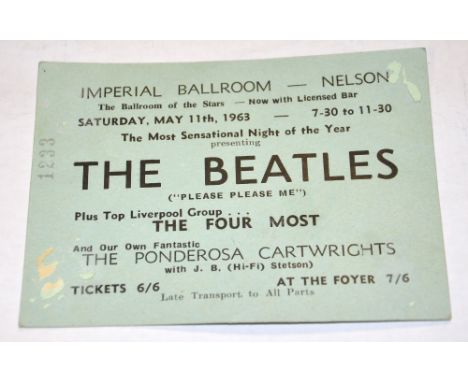 IMPERIAL BALLROOM — NELSON
The Ballroom of the Stars — Now with Licensed Bar
SATURDAY, MAY 11th, 1963 — 7-30 to 11-30
The Most Sensational Night of the Year
presenting
THE BEATLES
("PLEASE PLEASE ME")
Plus Top Liverpool Group . . .
THE FOUR MOST
And Our Own Fantastic
THE PONDEROSA CARTWRIGHTS
with J. B. (Hi-Fi) Stetson)
TICKETS 6/6 AT THE FOYER 7/6
Late Transport to All Parts
1233